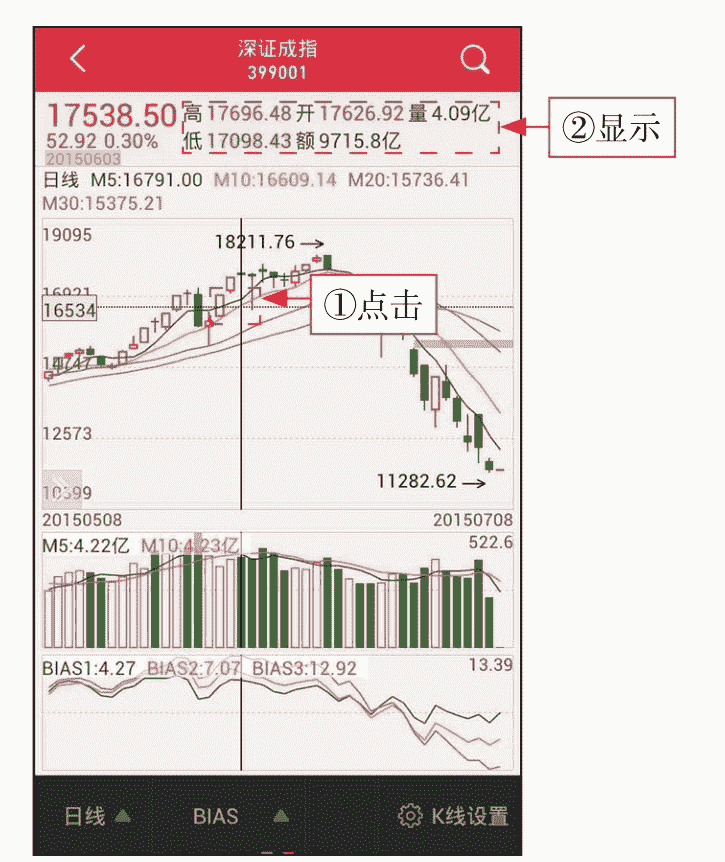 深证成指
399001
17538.50
52.92 0.30%
20150603
高 17696.48 开 17626.92 量 4.09亿
低 17098.43 额 9715.8亿
②显示
日线 M5:16791.00 M10:16609.14 M20:15736.41
M30:15375.21
19095
18211.76
16921
16534
①点击
14747
12573
11282.62
10399
20150508 20150708
M5:4.22亿 M10:4.23亿 522.6
BIAS1:4.27 BIAS2:7.07 BIAS3:12.92 13.39
日线 BIAS K线设置